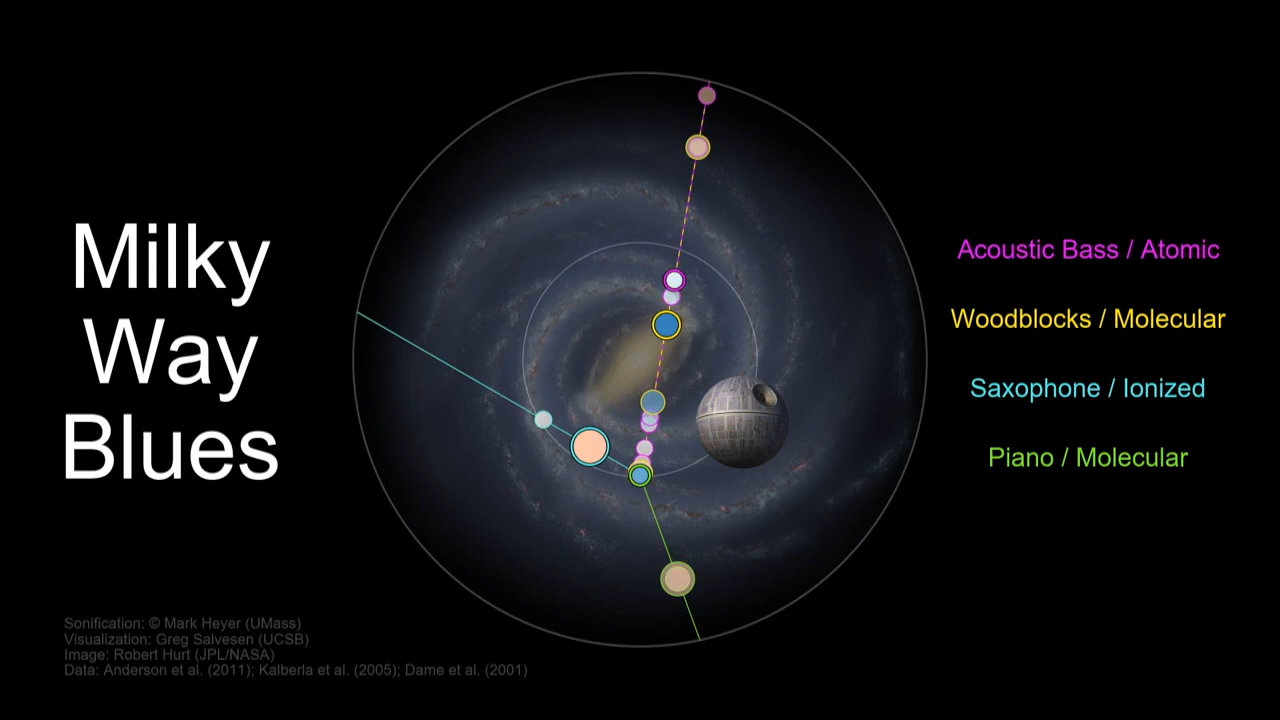 Milky
Way
Blues
Acoustic Bass / Atomic
Woodblocks / Molecular
Saxophone / Ionized
Piano / Molecular
Sonification: © Mark Heyer (UMass)
Visualization: Greg Salvesen (UCSB)
Image: Robert Hurt (JPL/NASA)
Data: Anderson et al. (2011); Kalberla et al. (2005); Dame et al. (2001)